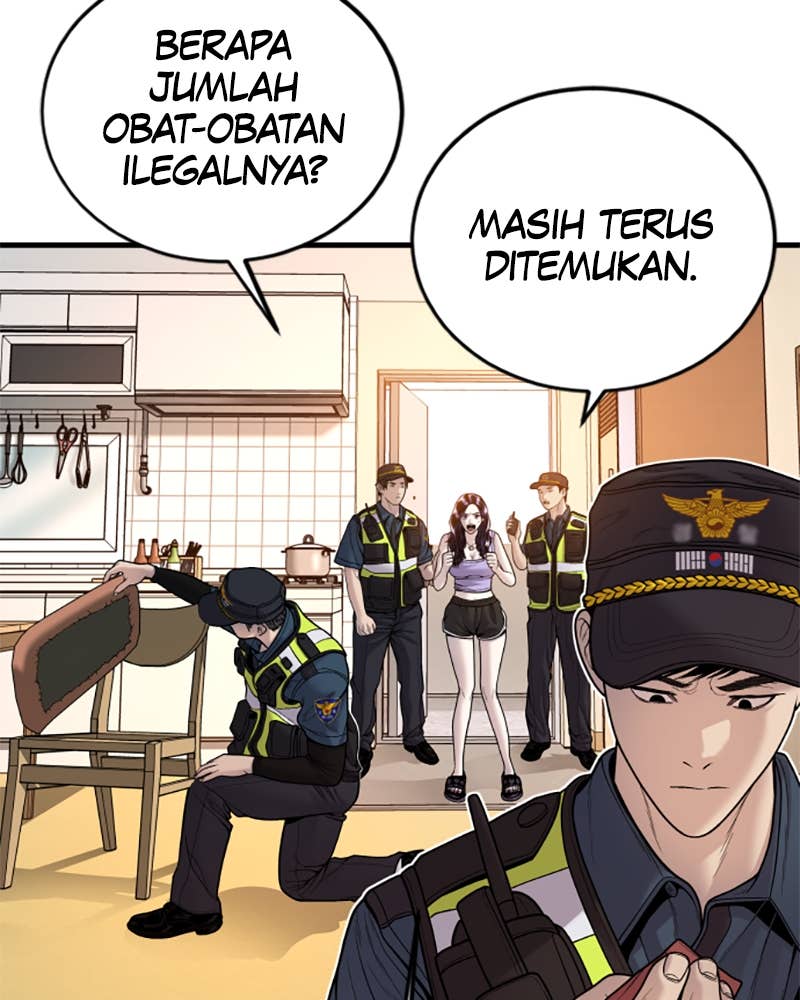 BERAPA
JUMLAH
OBAT-OBATAN
ILEGALNYA?
MASIH TERUS
DITEMUKAN.